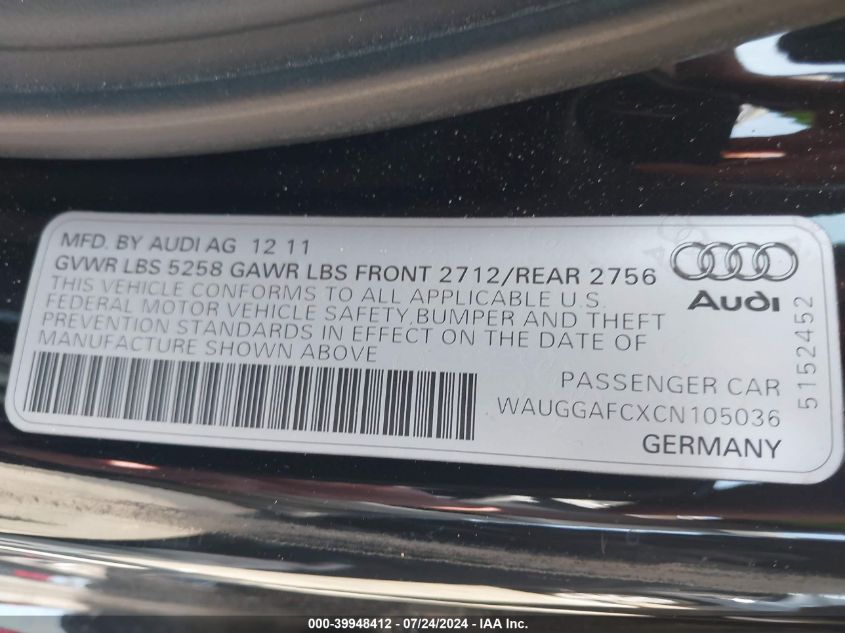 MFD. BY AUDI AG 12 11
GVWR LBS 5258 GAWR LBS FRONT 2712/REAR 2756
THIS VEHICLE CONFORMS TO ALL APPLICABLE U.S.
FEDERAL MOTOR VEHICLE SAFETY,BUMPER AND THEFT
PREVENTION STANDARDS IN EFFECT ON THE DATE OF
MANUFACTURE SHOWN ABOVE
Audi
5152452
PASSENGER CAR
WAUGGAFCXCN105036
GERMANY
000-39948412 - 07/24/2024 - IAA Inc.